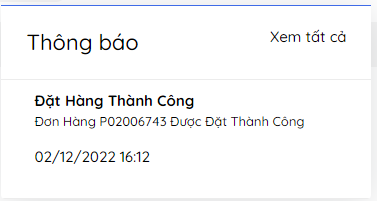 Thông báo
Xem tất cả
Đặt Hàng Thành Công
Đơn Hàng P02006743 Được Đặt Thành Công
02/12/2022 16:12